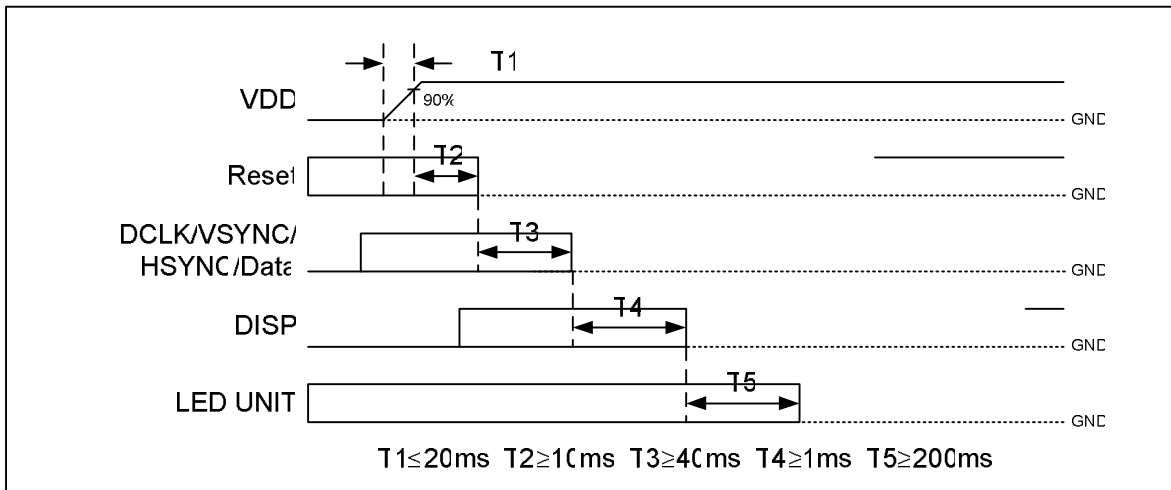 T1
VDD
90%
GND
Reset
T2
GND
DCLK/VSYNC/
HSYNC/Data
T3
GND
DISP
T4
GND
LED UNIT
T5
GND
T1≤20ms T2≥10ms T3≥40ms T4≥1ms T5≥200ms